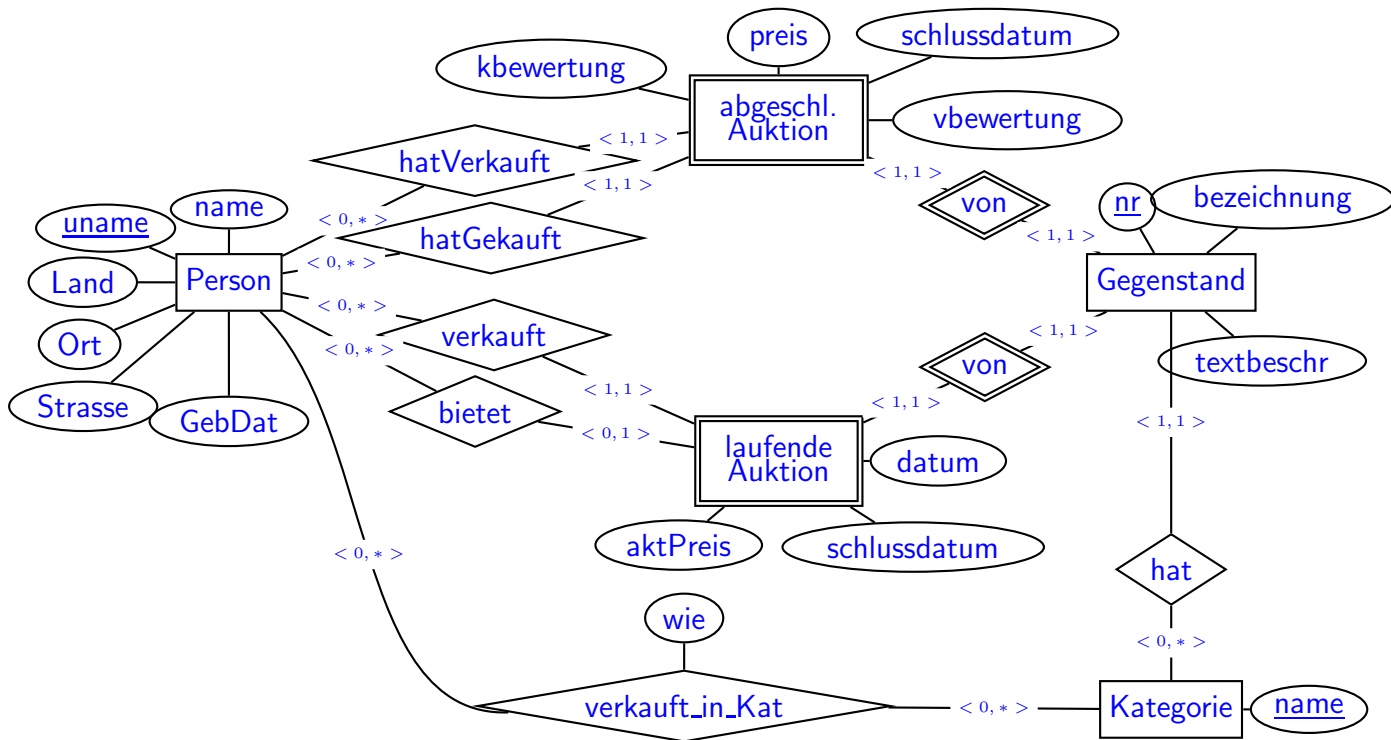 preis
schlussdatum
kbewertung
abgeschl.
Auktion
vbewertung
< 1, 1 >
hatVerkauft
< 1, 1 >
< 1, 1 >
von
nr
bezeichnung
name
uname
< 0, ∗ >
hatGekauft
< 1, 1 >
< 0, ∗ >
Land
Person
Gegenstand
< 0, ∗ >
verkauft
< 1, 1 >
Ort
< 0, ∗ >
von
textbeschr
Strasse
GebDat
bietet
< 1, 1 >
< 1, 1 >
< 1, 1 >
< 0, 1 >
laufende
Auktion
datum
aktPreis
schlussdatum
< 0, ∗ >
hat
wie
< 0, ∗ >
verkauft_in_Kat
< 0, ∗ >
Kategorie
name